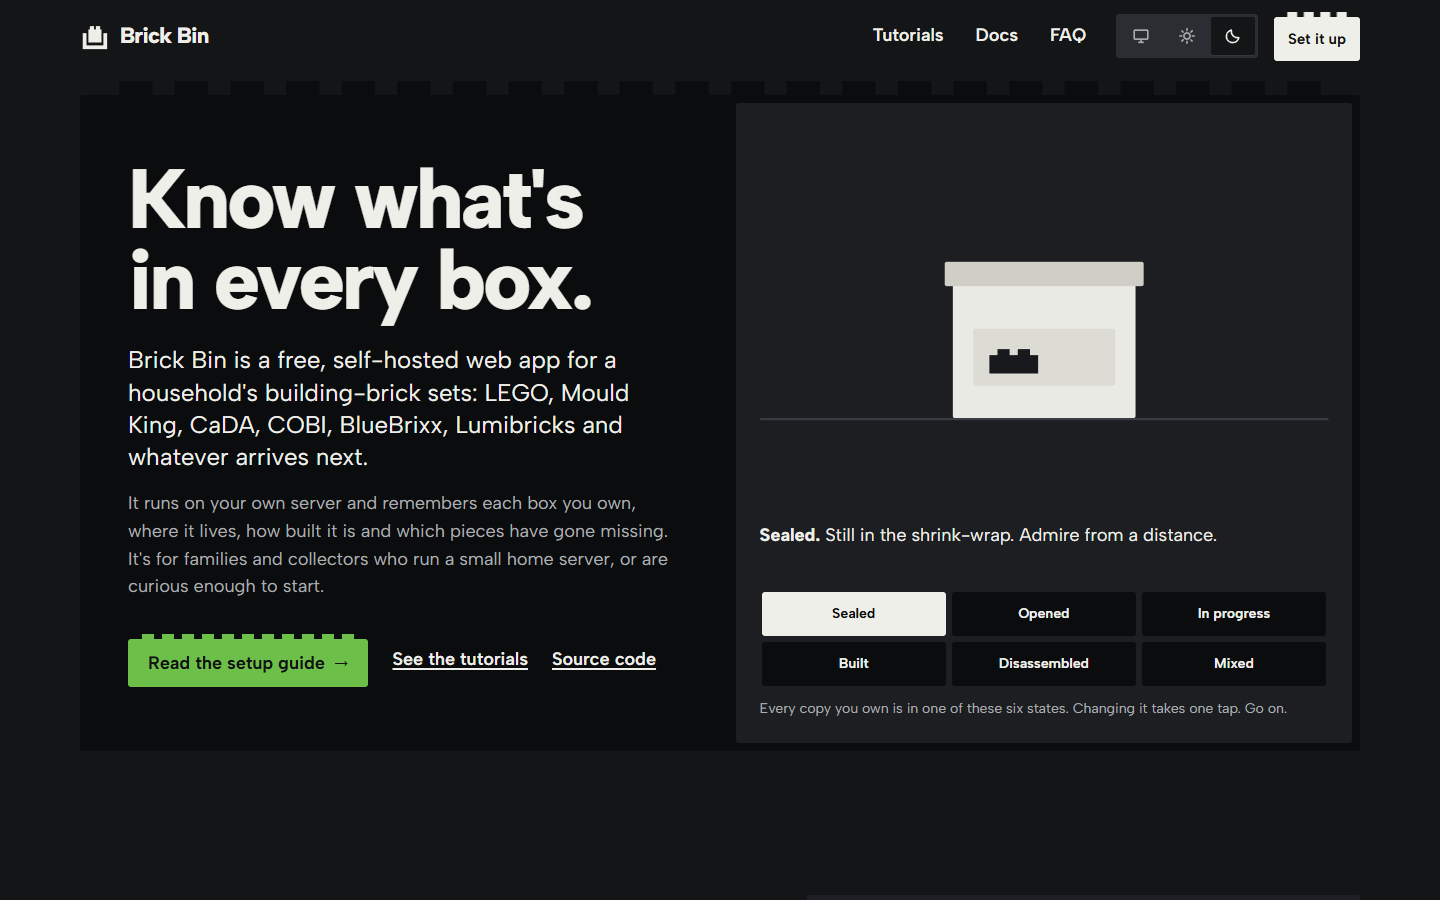 Brick Bin
Tutorials
Docs
FAQ
Set it up
Know what's
in every box.
Brick Bin is a free, self-hosted web app for a
household's building-brick sets: LEGO, Mould
King, CaDA, COBI, BlueBrixx, Lumibricks and
whatever arrives next.
It runs on your own server and remembers each box you own,
where it lives, how built it is and which pieces have gone missing.
It's for families and collectors who run a small home server, or are
curious enough to start.
Read the setup guide →
See the tutorials
Source code
Sealed. Still in the shrink-wrap. Admire from a distance.
Sealed
Opened
In progress
Built
Disassembled
Mixed
Every copy you own is in one of these six states. Changing it takes one tap. Go on.